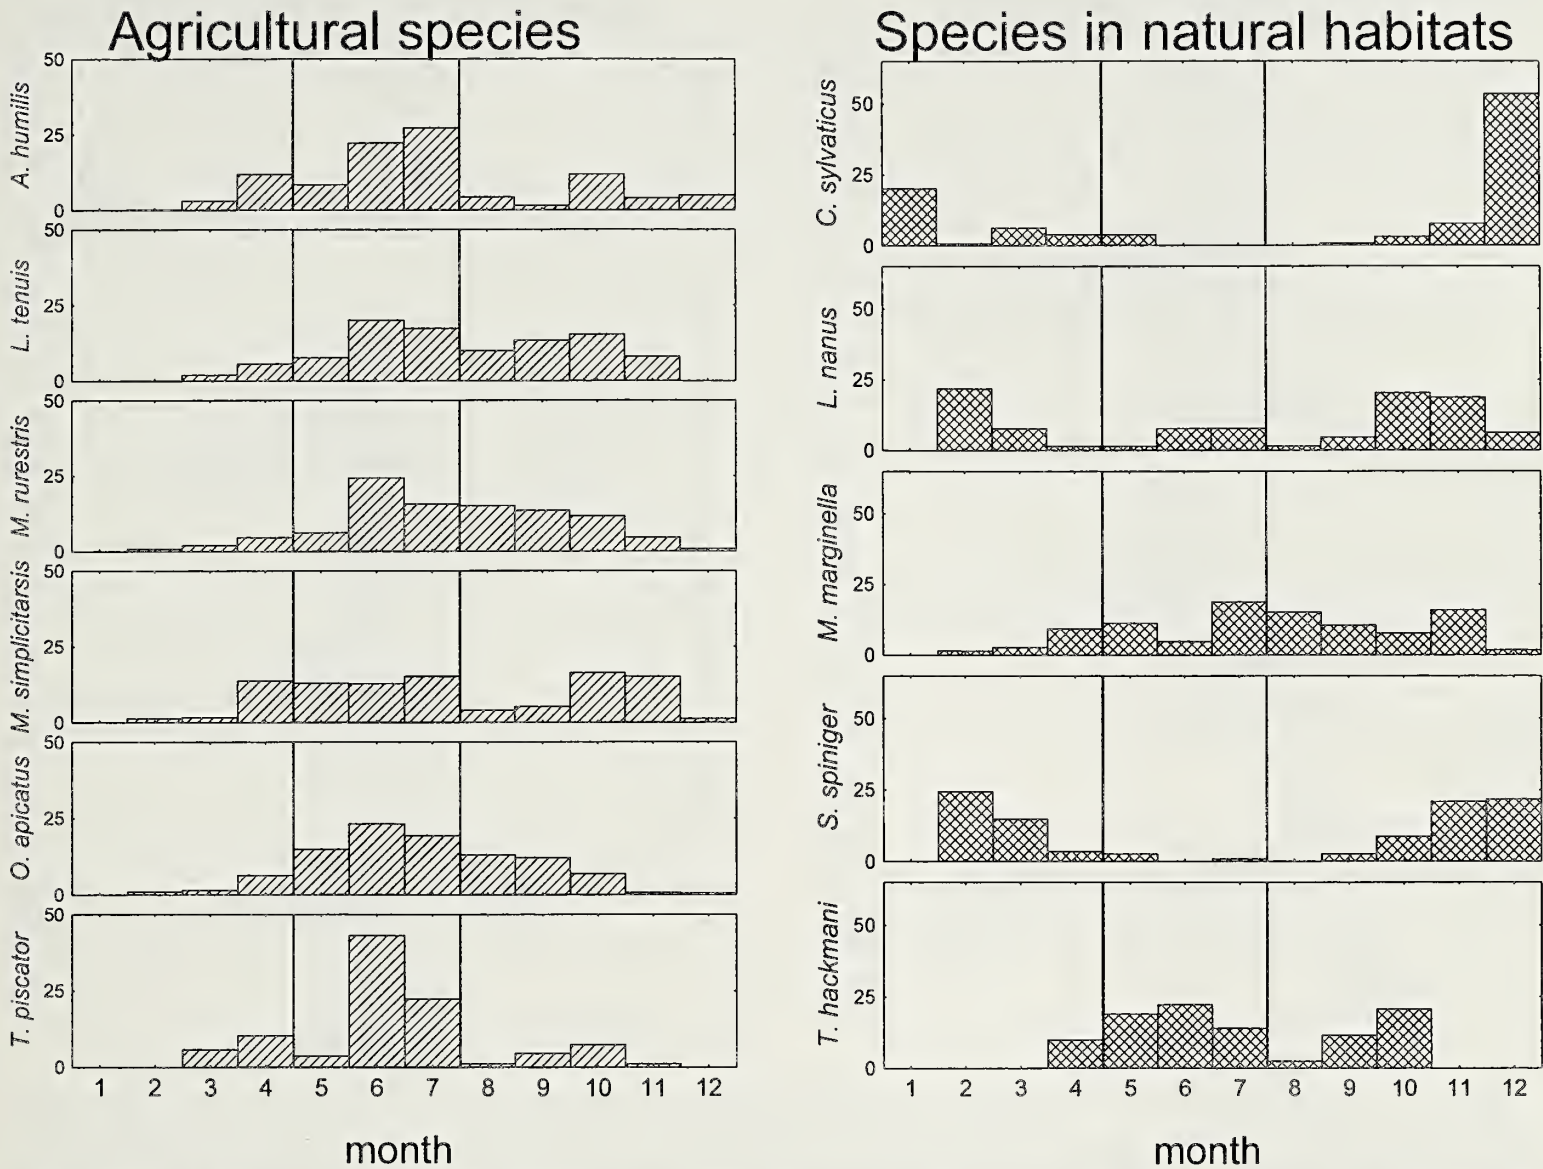 Agricultural species
50
25
0
A. humilis
50
25
0
L. tenuis
50
25
0
M. rurestris
50
25
0
M. simplicitarsis
50
25
0
O. apicatus
50
25
0
T. piscator
1 2 3 4 5 6 7 8 9 10 11 12
month
Species in natural habitats
50
25
0
C. sylvaticus
50
25
0
L. nanus
50
25
0
M. marginella
50
25
0
S. spiniger
50
25
0
T. hackmani
1 2 3 4 5 6 7 8 9 10 11 12
month